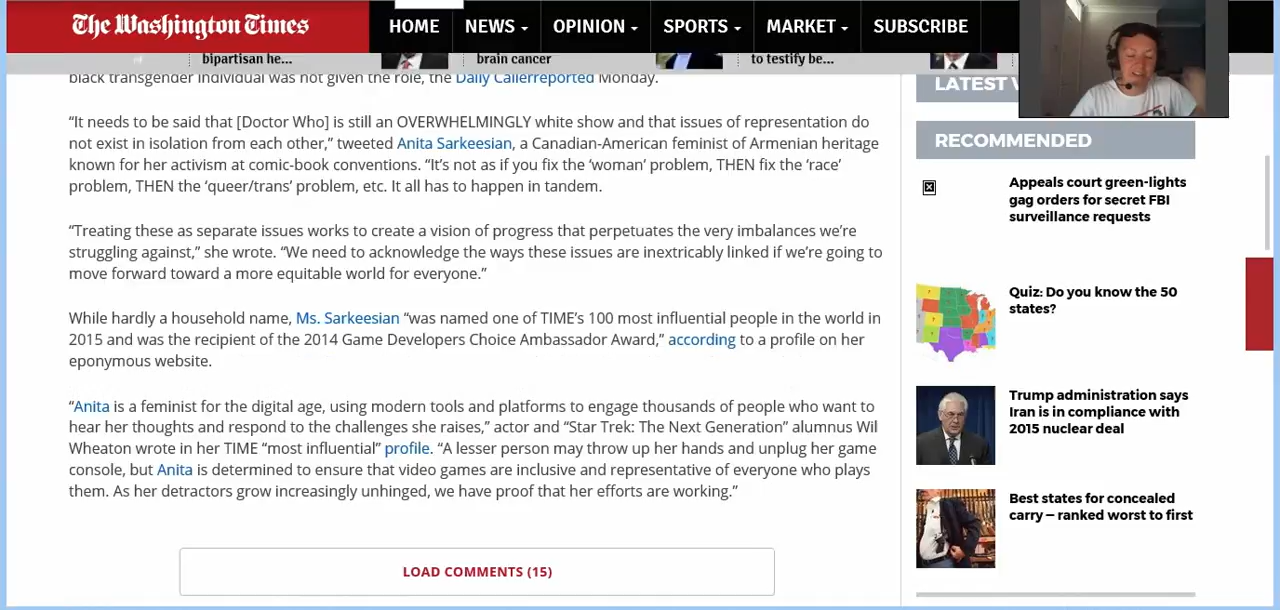 The Washington Times
HOME NEWS OPINION SPORTS MARKET SUBSCRIBE
bipartisan he...
brain cancer
to testify be...
black transgender individual was not given the role, the Daily Callerreported Monday.
“It needs to be said that [Doctor Who] is still an OVERWHELMINGLY white show and that issues of representation do
not exist in isolation from each other,” tweeted Anita Sarkeesian, a Canadian-American feminist of Armenian heritage
known for her activism at comic-book conventions. “It’s not as if you fix the ‘woman’ problem, THEN fix the ‘race’
problem, THEN the ‘queer/trans’ problem, etc. It all has to happen in tandem.
“Treating these as separate issues works to create a vision of progress that perpetuates the very imbalances we’re
struggling against,” she wrote. “We need to acknowledge the ways these issues are inextricably linked if we’re going to
move forward toward a more equitable world for everyone.”
While hardly a household name, Ms. Sarkeesian “was named one of TIME’s 100 most influential people in the world in
2015 and was the recipient of the 2014 Game Developers Choice Ambassador Award,” according to a profile on her
eponymous website.
“Anita is a feminist for the digital age, using modern tools and platforms to engage thousands of people who want to
hear her thoughts and respond to the challenges she raises,” actor and “Star Trek: The Next Generation” alumnus Wil
Wheaton wrote in her TIME “most influential” profile. “A lesser person may throw up her hands and unplug her game
console, but Anita is determined to ensure that video games are inclusive and representative of everyone who plays
them. As her detractors grow increasingly unhinged, we have proof that her efforts are working.”
LOAD COMMENTS (15)
LATEST
RECOMMENDED
Appeals court green-lights
gag orders for secret FBI
surveillance requests
Quiz: Do you know the 50
states?
Trump administration says
Iran is in compliance with
2015 nuclear deal
Best states for concealed
carry — ranked worst to first